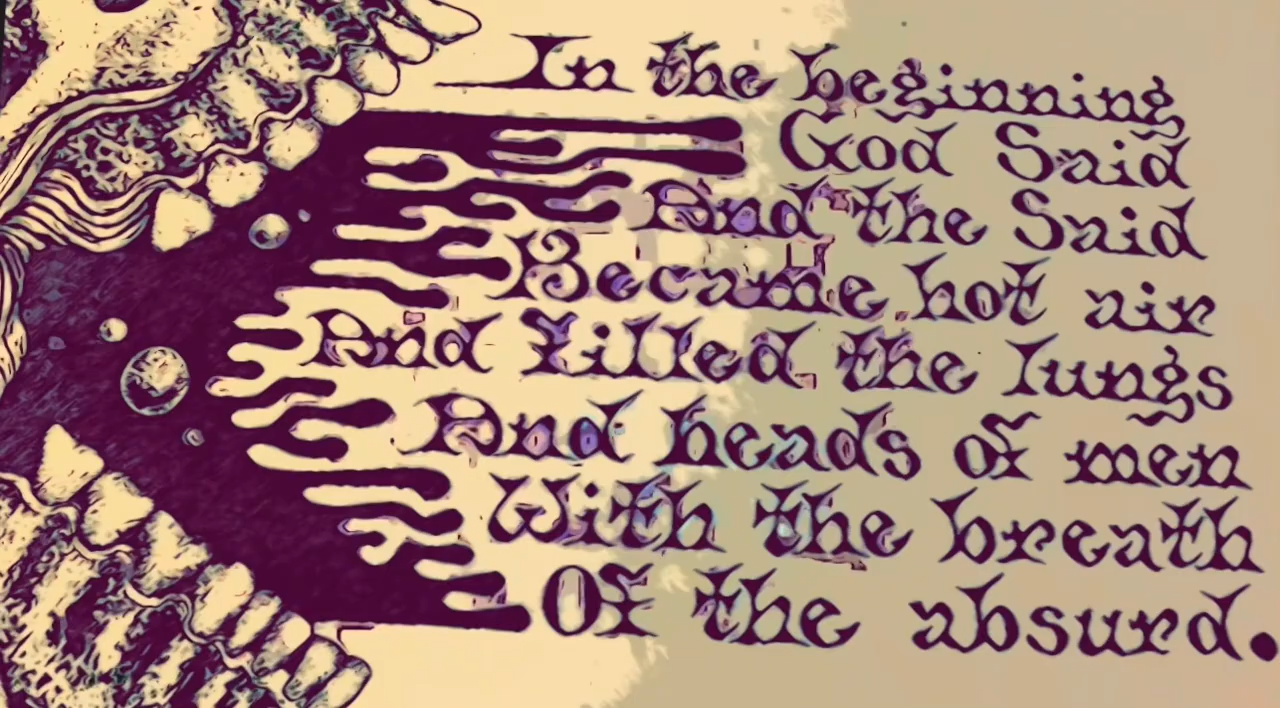 In the beginning
God Said
And the Said
Became hot air
And filled the lungs
And heads of men
With the breath
Of the absurd.